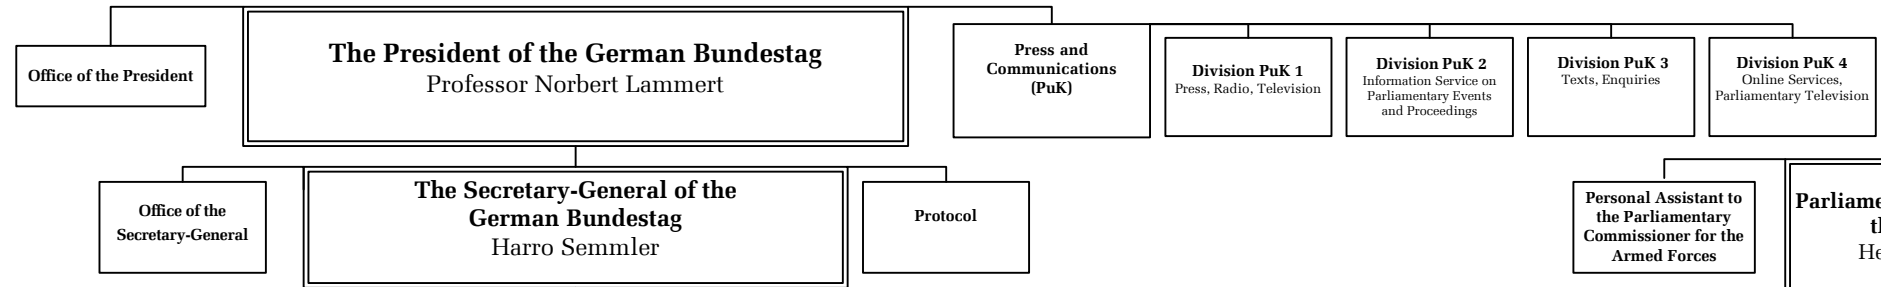 Office of the President
The President of the German Bundestag
Professor Norbert Lammert
Press and
Communications
(PuK)
Division PuK 1
Press, Radio, Television
Division PuK 2
Information Service on
Parliamentary Events
and Proceedings
Division PuK 3
Texts, Enquiries
Division PuK 4
Online Services,
Parliamentary Television
Office of the
Secretary-General
The Secretary-General of the
German Bundestag
Harro Semmler
Protocol
Personal Assistant to
the Parliamentary
Commissioner for the
Armed Forces